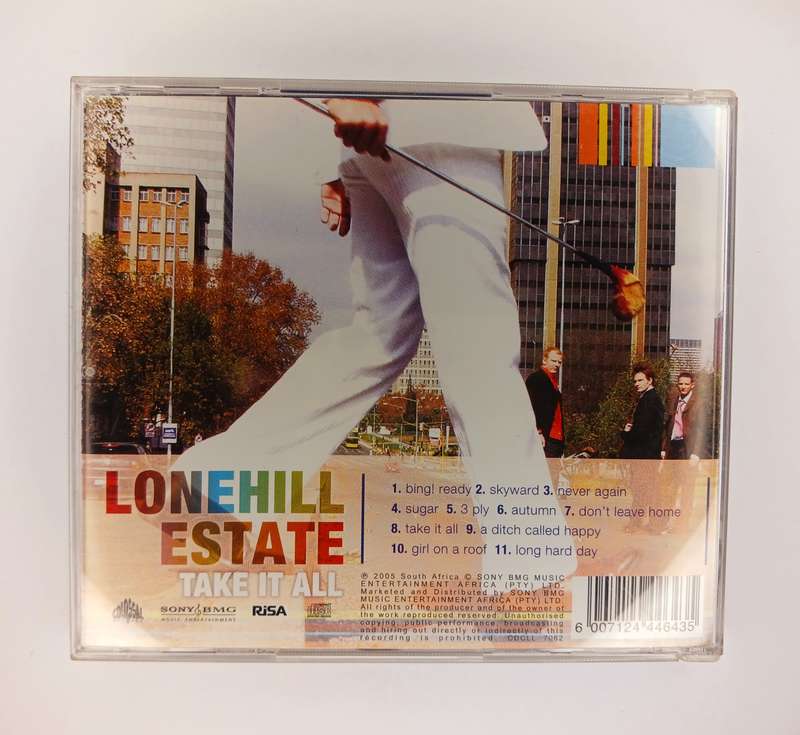 LONEHILL
ESTATE
TAKE IT ALL
1. bing! ready 2. skyward 3. never again
4. sugar 5. 3 ply 6. autumn 7. don't leave home
8. take it all 9. a ditch called happy
10. girl on a roof 11. long hard day
℗ 2005 South Africa © SONY BMG MUSIC
ENTERTAINMENT AFRICA (PTY) LTD.
Marketed and Distributed by SONY BMG
MUSIC ENTERTAINMENT AFRICA (PTY) LTD
All rights of the producer and of the owner of
the work reproduced reserved. Unauthorised
copying, public performance, broadcasting
and hiring out directly or indirectly of this
recording is prohibited.
COLOSSAL
SONY BMG
MUSIC ENTERTAINMENT
RiSA
6 007124 446435